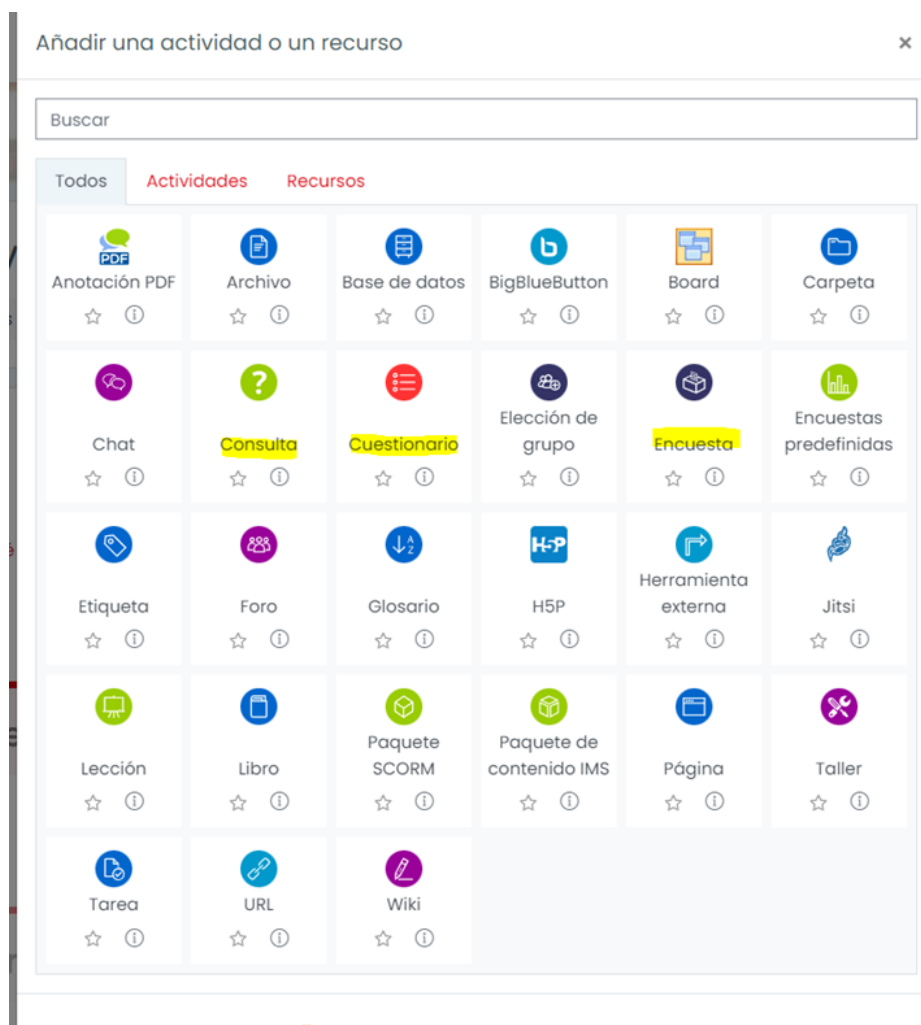 Añadir una actividad o un recurso ×
Buscar
Todos Actividades Recursos
PDF
Anotación PDF Archivo Base de datos BigBlueButton Board Carpeta
Chat Consulta Cuestionario Elección de grupo Encuesta Encuestas predefinidas
A
Z
H5P
Etiqueta Foro Glosario H5P Herramienta externa Jitsi
Lección Libro Paquete SCORM Paquete de contenido IMS Página Taller
Tarea URL Wiki